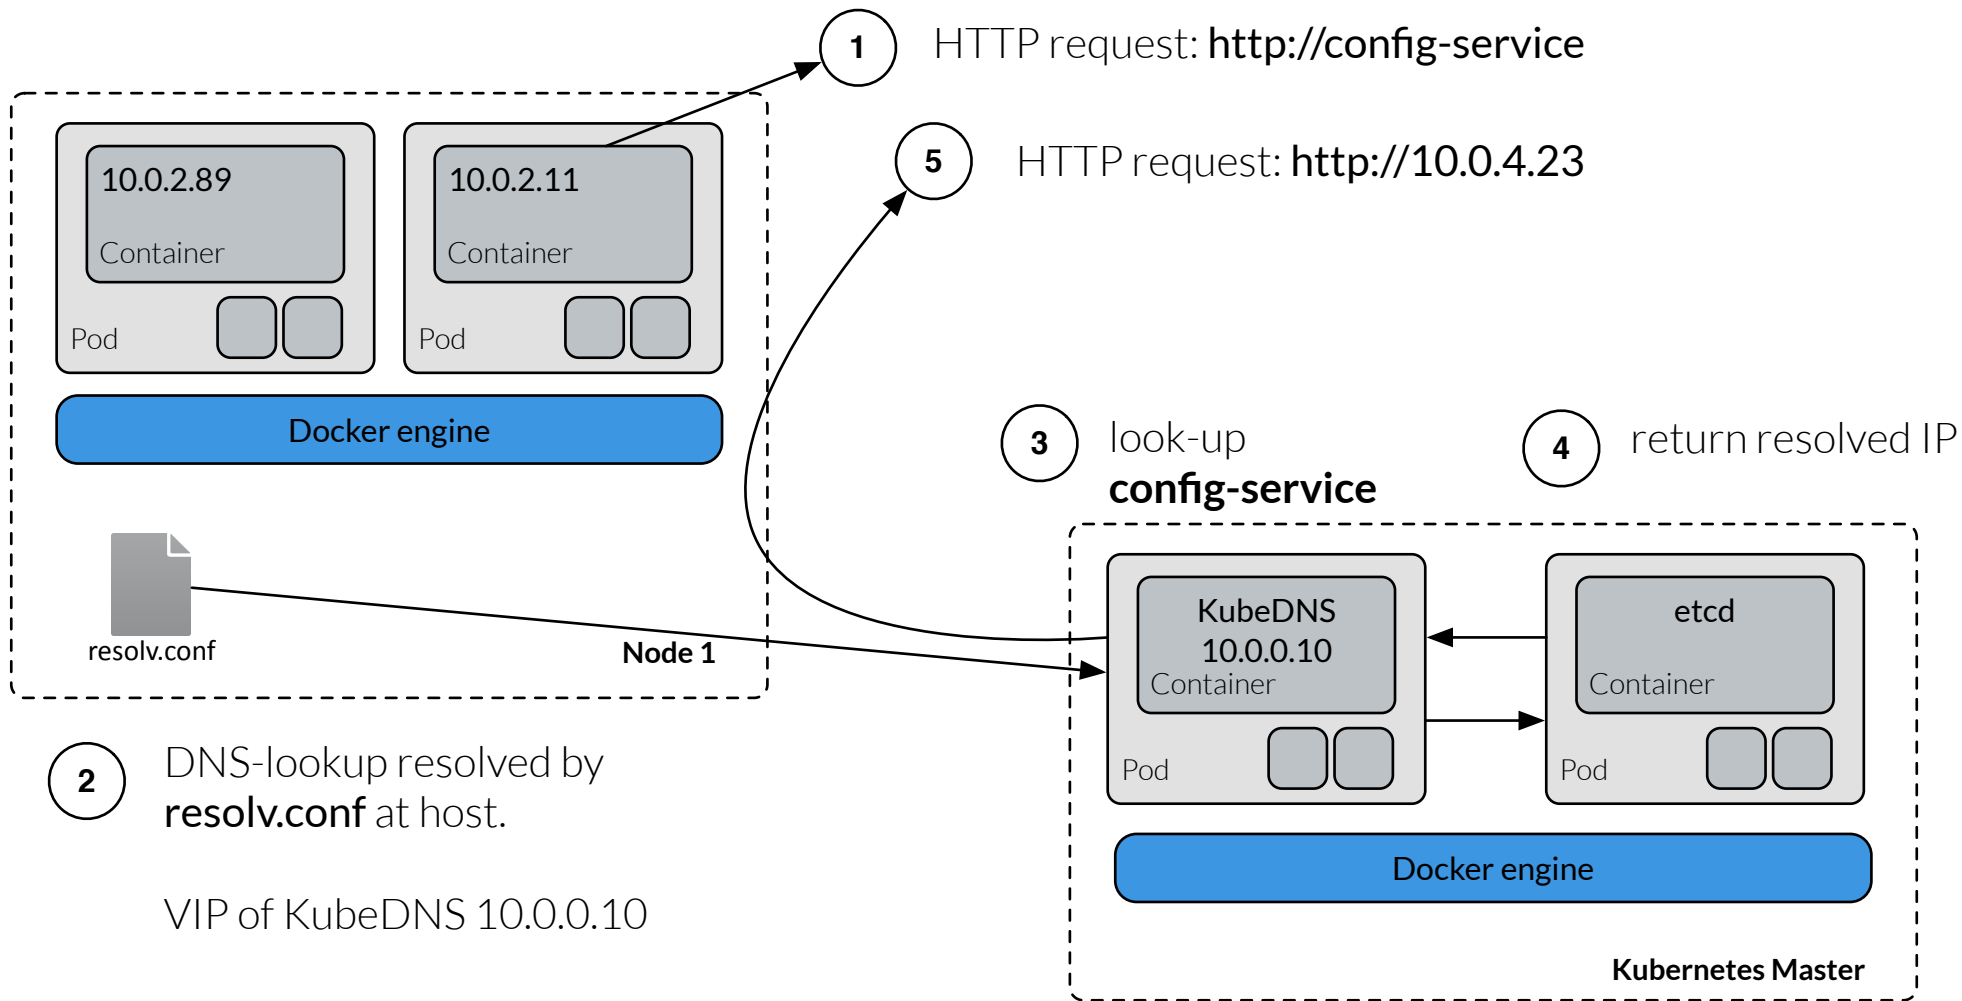 1
HTTP request: http://config-service
5
HTTP request: http://10.0.4.23
10.0.2.89
Container
Pod
10.0.2.11
Container
Pod
Docker engine
resolv.conf
Node 1
2
DNS-lookup resolved by
resolv.conf at host.
VIP of KubeDNS 10.0.0.10
3
look-up
config-service
4
return resolved IP
KubeDNS
10.0.0.10
Container
Pod
etcd
Container
Pod
Docker engine
Kubernetes Master